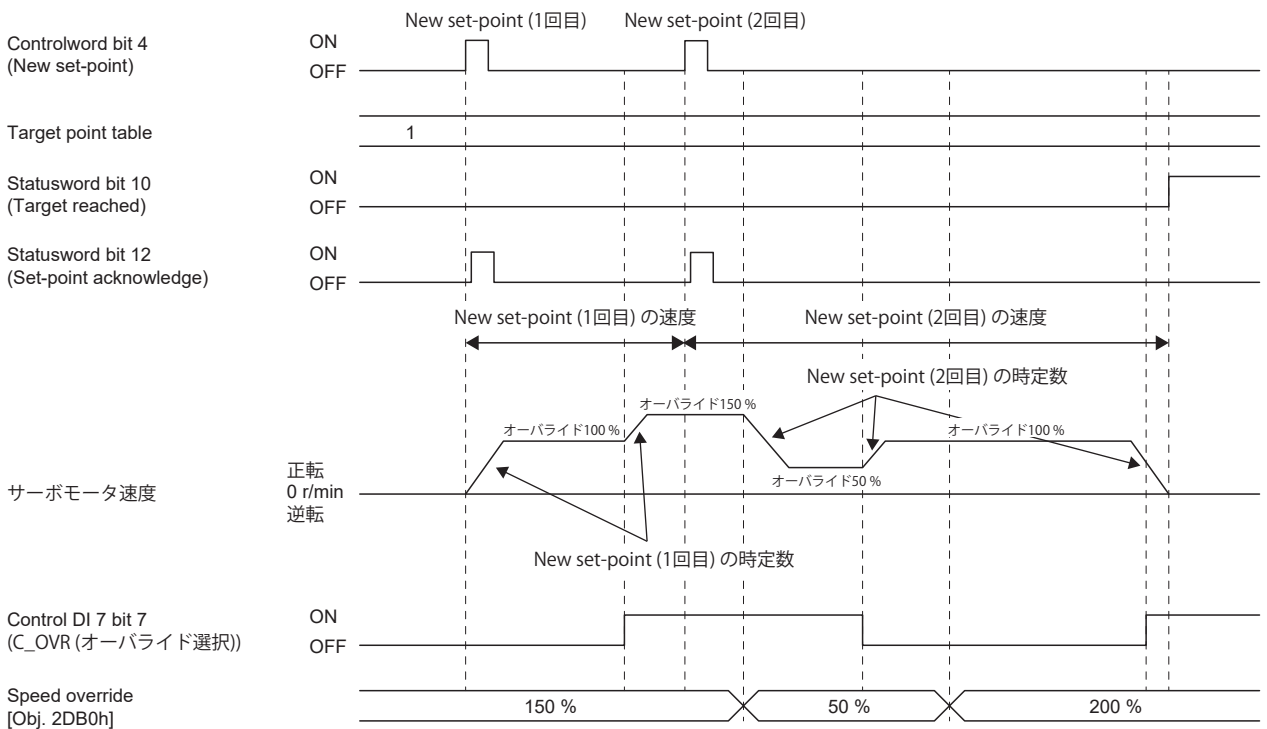 New set-point (1回目)
New set-point (2回目)
Controlword bit 4
(New set-point)
ON
OFF
Target point table
1
Statusword bit 10
(Target reached)
ON
OFF
Statusword bit 12
(Set-point acknowledge)
ON
OFF
New set-point (1回目) の速度
New set-point (2回目) の速度
New set-point (2回目) の時定数
オーバライド150 %
オーバライド100 %
オーバライド100 %
オーバライド50 %
サーボモータ速度
正転
0 r/min
逆転
New set-point (1回目) の時定数
Control DI 7 bit 7
(C_OVR (オーバライド選択))
ON
OFF
Speed override
[Obj. 2DB0h]
150 %
50 %
200 %